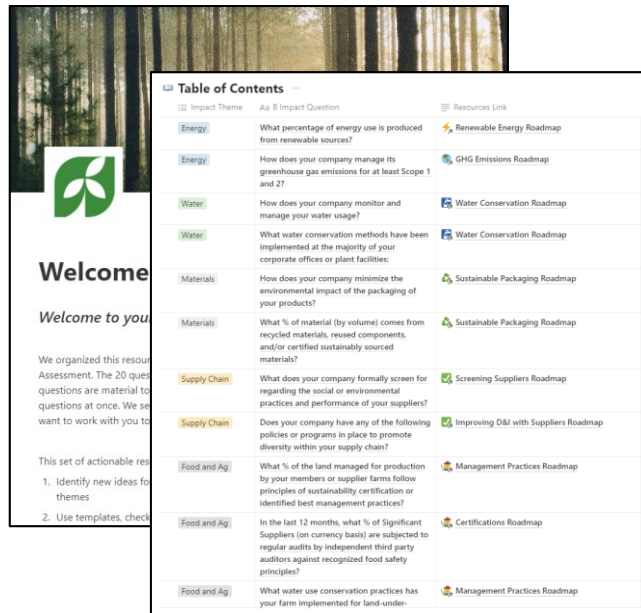 Welcome
Welcome to you
We organized this resour
Assessment. The 20 ques
questions are material to
questions at once. We se
want to work with you to
This set of actionable res
1. Identify new ideas fo
themes
2. Use templates, check
Table of Contents ...
Impact Theme Aa B Impact Question Resources Link
Energy What percentage of energy use is produced Renewable Energy Roadmap
from renewable sources?
Energy How does your company manage its GHG Emissions Roadmap
greenhouse gas emissions for at least Scope 1
and 2?
Water How does your company monitor and Water Conservation Roadmap
manage your water usage?
Water What water conservation methods have been Water Conservation Roadmap
implemented at the majority of your
corporate offices or plant facilities:
Materials How does your company minimize the Sustainable Packaging Roadmap
environmental impact of the packaging of
your products?
Materials What % of material (by volume) comes from Sustainable Packaging Roadmap
recycled materials, reused components,
and/or certified sustainably sourced
materials?
Supply Chain What does your company formally screen for Screening Suppliers Roadmap
regarding the social or environmental
practices and performance of your suppliers?
Supply Chain Does your company have any of the following Improving D&I with Suppliers Roadmap
policies or programs in place to promote
diversity within your supply chain?
Food and Ag What % of the land managed for production Management Practices Roadmap
by your members or supplier farms follow
principles of sustainability certification or
identified best management practices?
Food and Ag In the last 12 months, what % of Significant Certifications Roadmap
Suppliers (on currency basis) are subjected to
regular audits by independent third party
auditors against recognized food safety
principles?
Food and Ag What water use conservation practices has Management Practices Roadmap
your farm implemented for land-under-